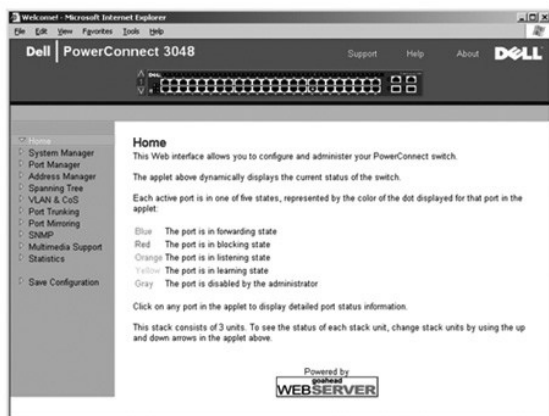 Welcome! - Microsoft Internet Explorer
File Edit View Favorites Tools Help
Dell | PowerConnect 3048
Support Help About DELL
Home
System Manager
Port Manager
Address Manager
Spanning Tree
VLAN & CoS
Port Trunking
Port Mirroring
SNMP
Multimedia Support
Statistics
Save Configuration
Home
This Web interface allows you to configure and administer your PowerConnect switch.
The applet above dynamically displays the current status of the switch.
Each active port is in one of five states, represented by the color of the dot displayed for that port in the
applet:
Blue The port is in forwarding state
Red The port is in blocking state
Orange The port is in listening state
Yellow The port is in learning state
Gray The port is disabled by the administrator
Click on any port in the applet to display detailed port status information.
This stack consists of 3 units. To see the status of each stack unit, change stack units by using the up
and down arrows in the applet above.
Powered by
goahead
WEBSERVER